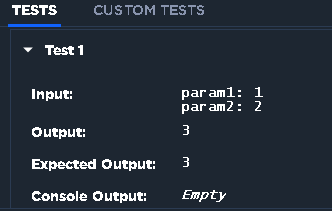 TESTS CUSTOM TESTS
Test 1
Input: param1: 1
param2: 2
Output: 3
Expected Output: 3
Console Output: Empty